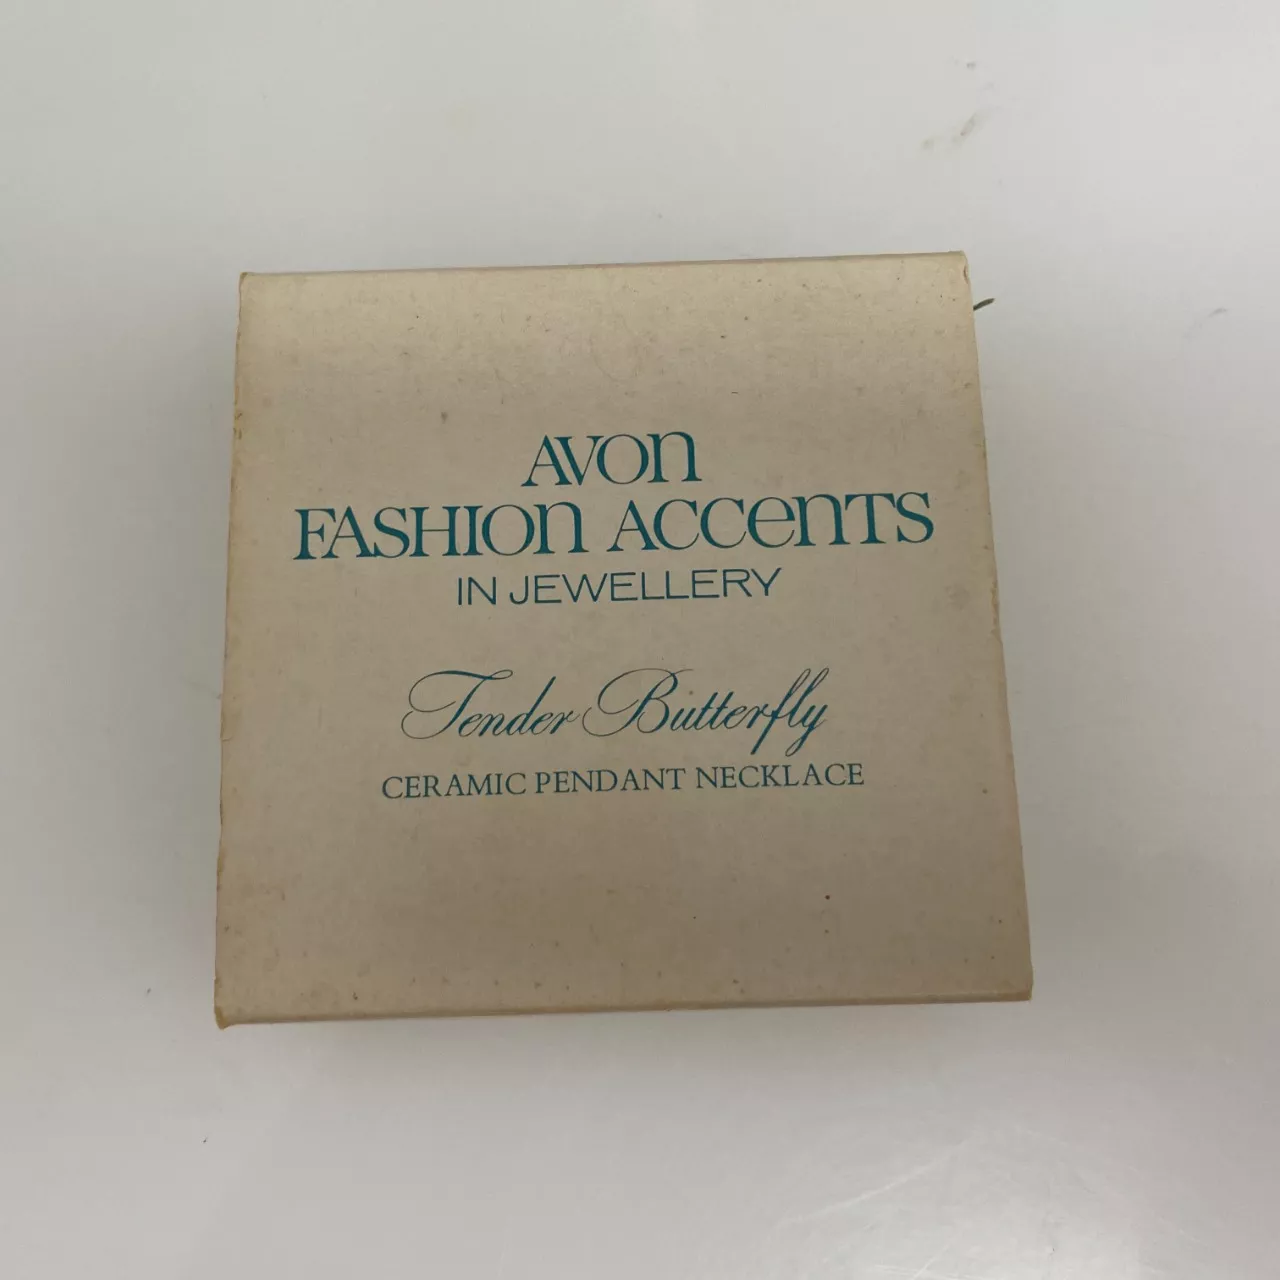 AVON
FASHION ACCENTS
IN JEWELLERY
Tender Butterfly
CERAMIC PENDANT NECKLACE